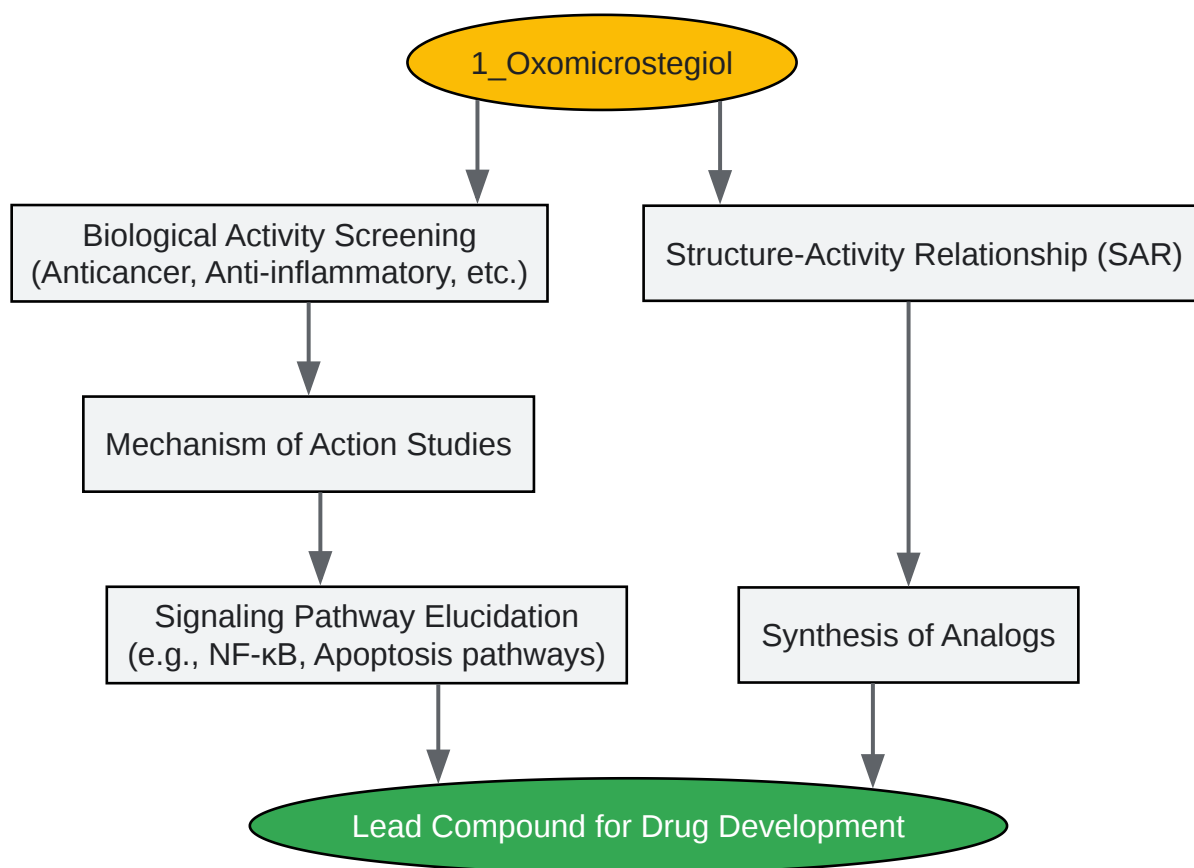 1_Oxomicrostegiol
Biological Activity Screening
(Anticancer, Anti-inflammatory, etc.)
Structure-Activity Relationship (SAR)
Mechanism of Action Studies
Signaling Pathway Elucidation
(e.g., NF-κB, Apoptosis pathways)
Synthesis of Analogs
Lead Compound for Drug Development